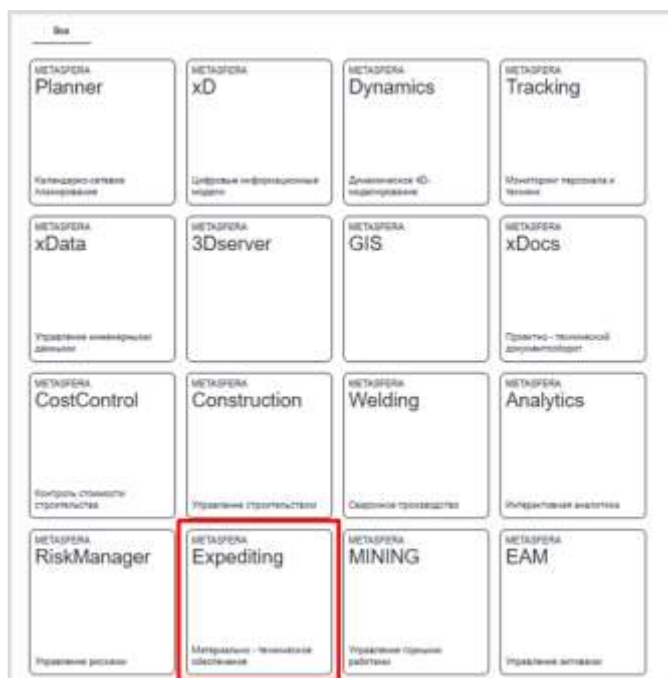 Все
METASFERA
Planner
Календарно-сетевое
планирование
METASFERA
xD
Цифровые информационные
модели
METASFERA
Dynamics
Динамическое 4D-
моделирование
METASFERA
Tracking
Мониторинг персонала и
техники
METASFERA
xData
Управление инженерными
данными
METASFERA
3Dserver
METASFERA
GIS
METASFERA
xDocs
Проектно - технический
документооборот
METASFERA
CostControl
Контроль стоимости
строительства
METASFERA
Construction
Управление строительством
METASFERA
Welding
Сварочное производство
METASFERA
Analytics
Интерактивная аналитика
METASFERA
RiskManager
Управление рисками
METASFERA
Expediting
Материально - техническое
обеспечение
METASFERA
MINING
Управление горными
работами
METASFERA
EAM
Управление активами